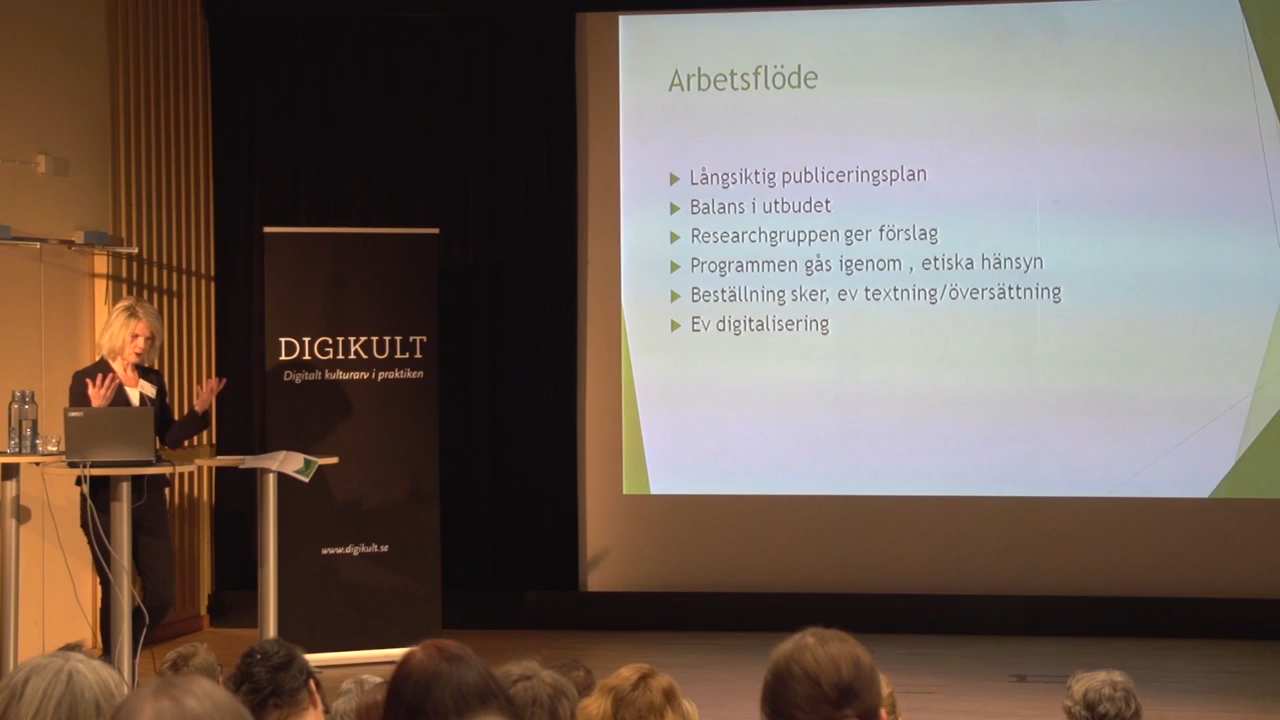 Arbetsflöde
Långsiktig publiceringsplan
Balans i utbudet
Researchgruppen ger förslag
Programmen gås igenom , etiska hänsyn
Beställning sker, ev textning/översättning
Ev digitalisering
DIGIKULT
Digitalt kulturarv i praktiken
www.digikult.se